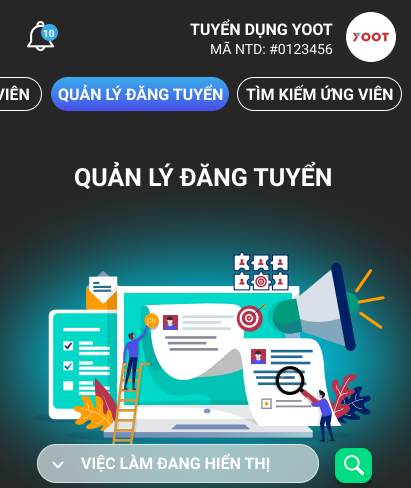 TUYỂN DỤNG YOOT
10
MÃ NTD: #0123456
YOOT
VIÊN
QUẢN LÝ ĐĂNG TUYỂN
TÌM KIẾM ỨNG VIÊN
QUẢN LÝ ĐĂNG TUYỂN
CV
VIỆC LÀM ĐANG HIỂN THỊ